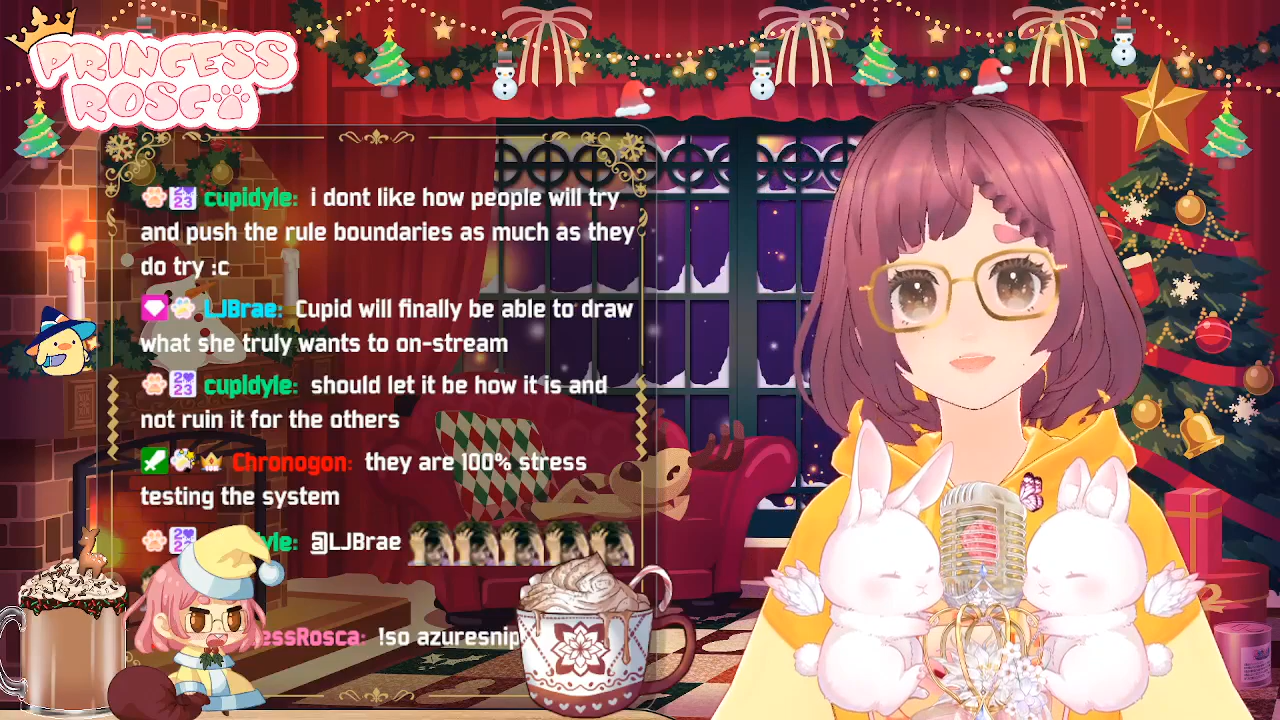 PRINCESS
ROSCA
cupidyle: i dont like how people will try
and push the rule boundaries as much as they
do try :c
LJBrae: Cupid will finally be able to draw
what she truly wants to on-stream
cupidyle: should let it be how it is and
not ruin it for the others
Chronogon: they are 100% stress
testing the system
yle: @LJBrae
essRosca: !so azuresnip